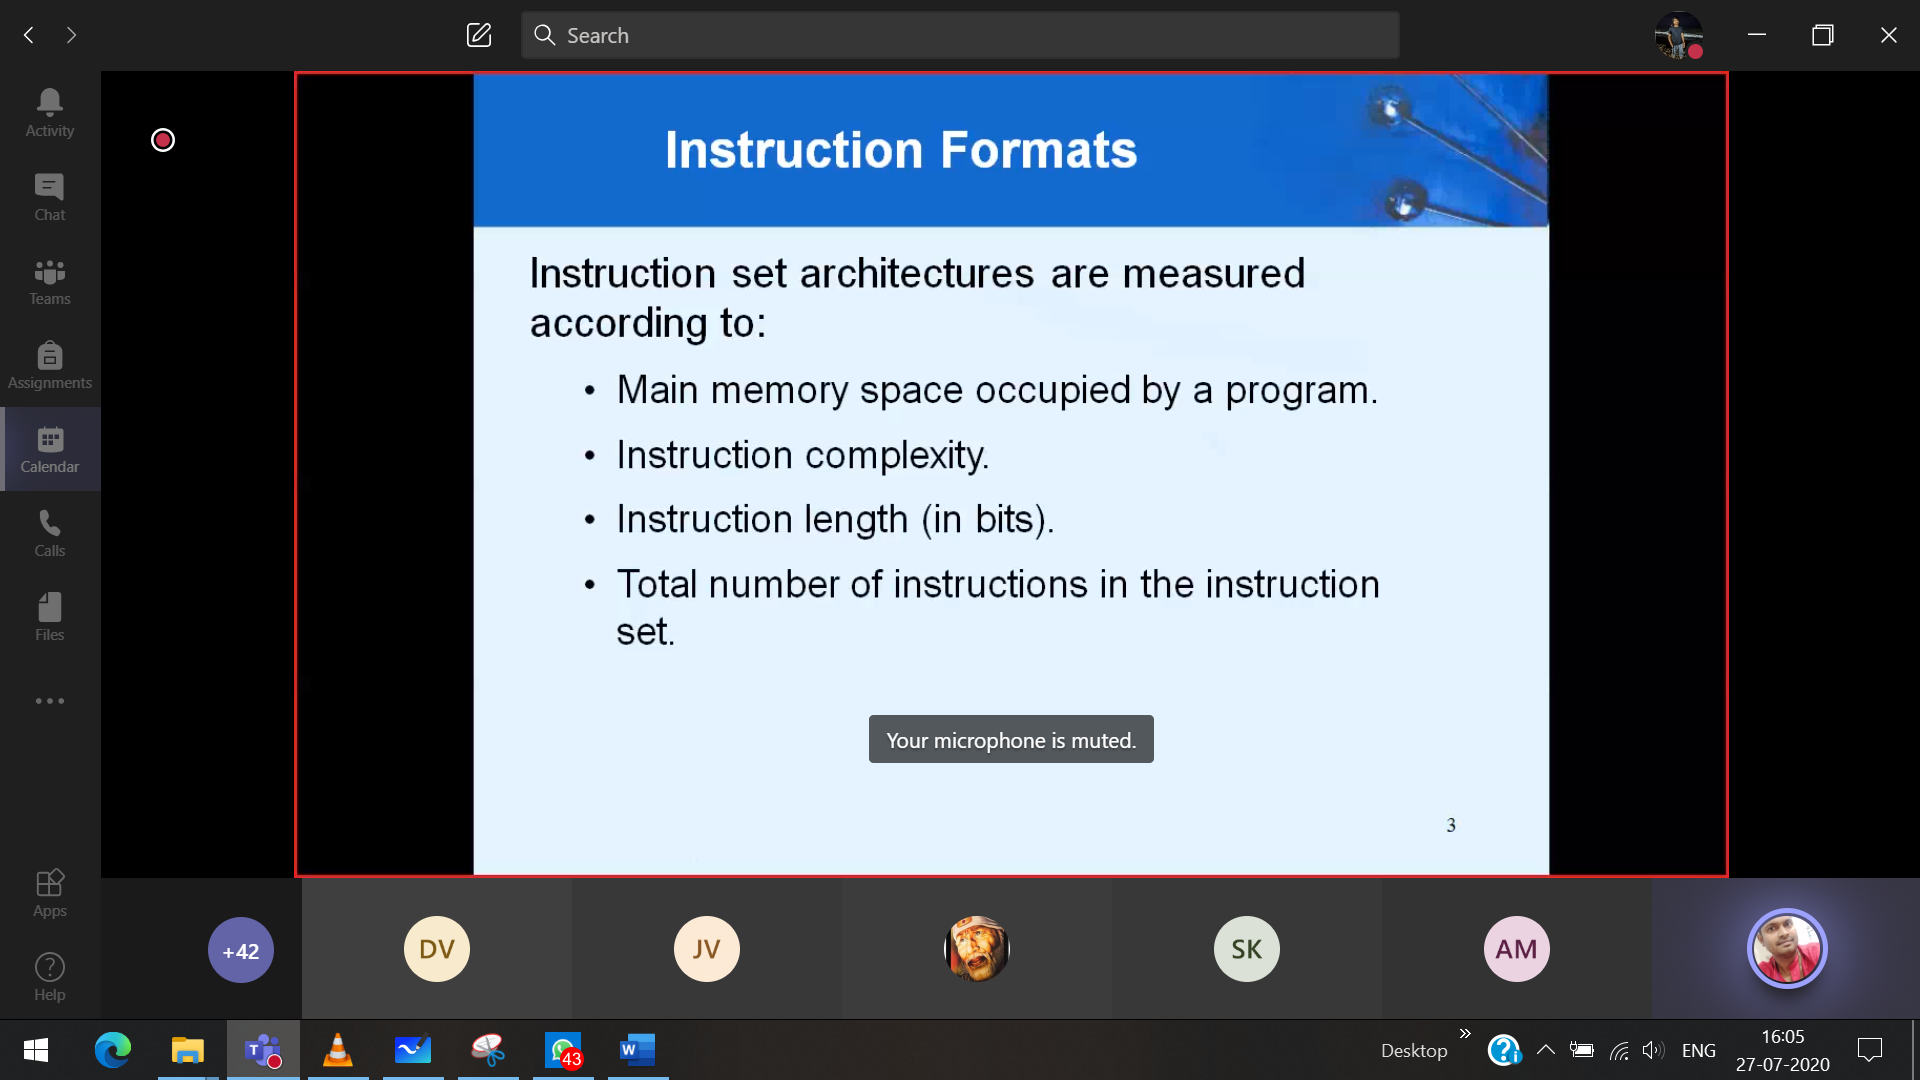 Search
Activity
Chat
Teams
Assignments
Calendar
Calls
Files
Apps
Help
Instruction Formats
Instruction set architectures are measured
according to:
• Main memory space occupied by a program.
• Instruction complexity.
• Instruction length (in bits).
• Total number of instructions in the instruction
set.
Your microphone is muted.
3
+42
DV
JV
SK
AM
T
43
W
Desktop
ENG
16:05
27-07-2020